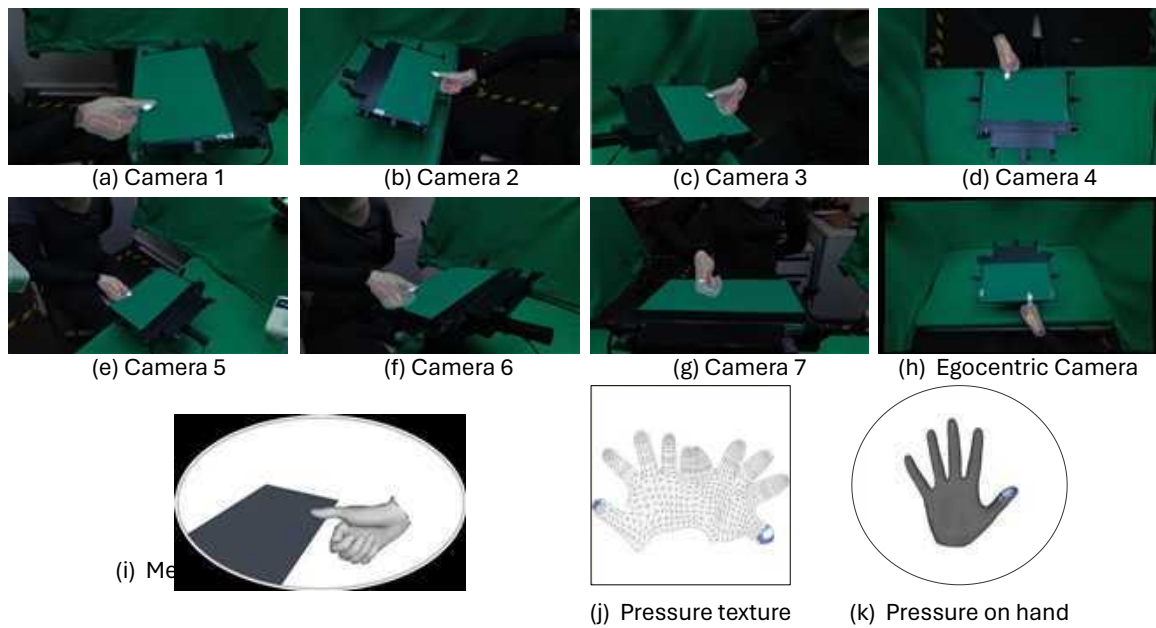 (a) Camera 1
(b) Camera 2
(c) Camera 3
(d) Camera 4
(e) Camera 5
(f) Camera 6
(g) Camera 7
(h) Egocentric Camera
(i)
(j) Pressure texture
(k) Pressure on hand